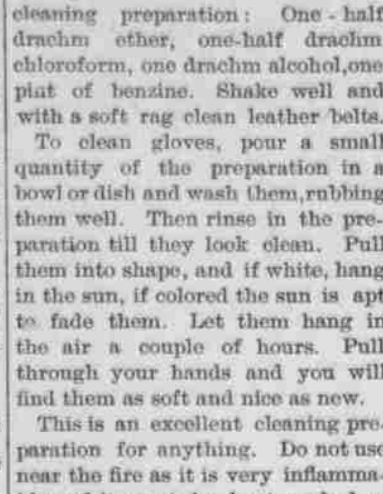 cleaning preparation: One-half
drachm ether, one-half drachm
chloroform, one drachm alcohol,one
pint of benzine. Shake well and
with a soft rag clean leather belts.
To clean gloves, pour a small
quantity of the preparation in a
bowl or dish and wash them,rubbing
them well. Then rinse in the pre-
paration till they look clean. Pull
them into shape, and if white, hang
in the sun, if colored the sun is apt
to fade them. Let them hang in
the air a couple of hours. Pull
through your hands and you will
find them as soft and nice as new.
This is an excellent cleaning pre-
paration for anything. Do not use
near the fire as it is very inflamma-